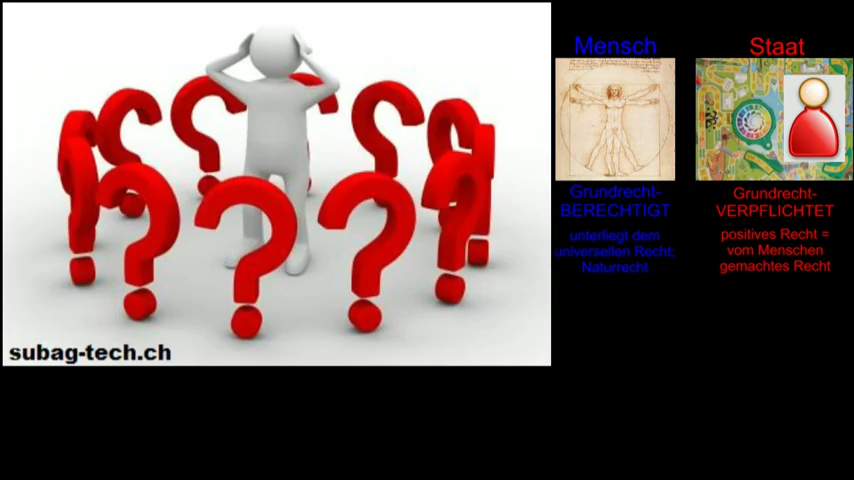 Mensch
Staat
Grundrecht-
BERECHTIGT
unterliegt dem
universellen Recht;
Naturrecht
Grundrecht-
VERPFLICHTET
positives Recht =
vom Menschen
gemachtes Recht
subag-tech.ch